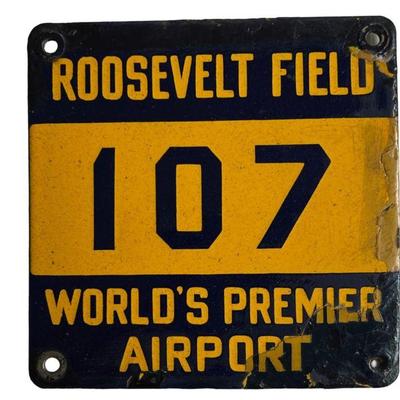 ROOSEVELT FIELD
107
WORLD'S PREMIER
AIRPORT